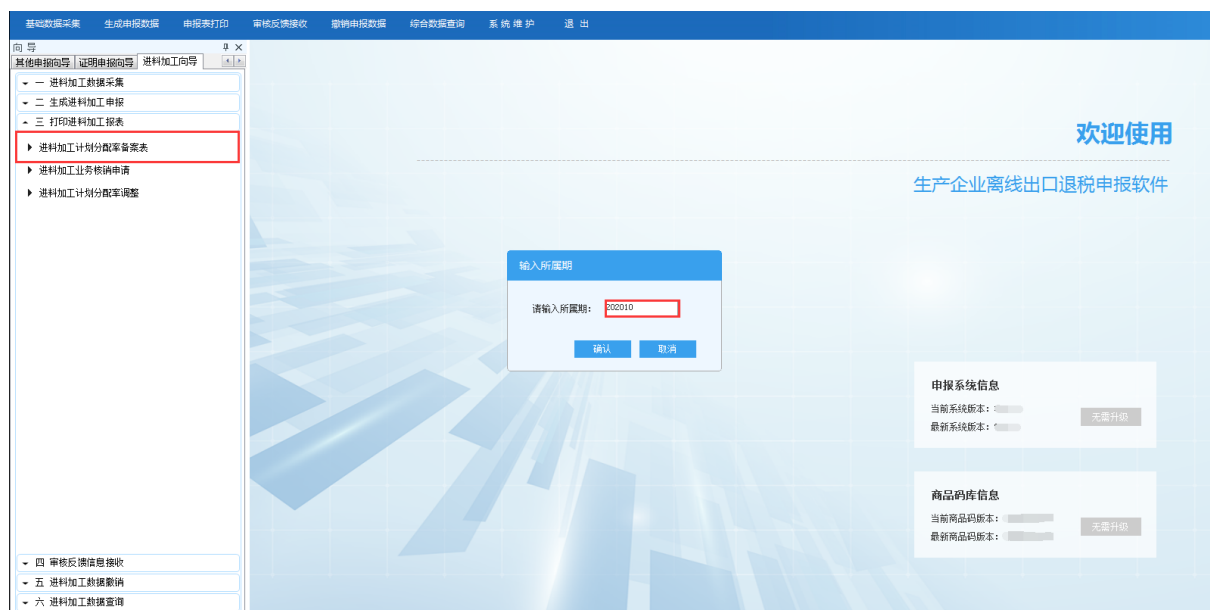 基础数据采集 生成申报数据 申报表打印 审核反馈接收 撤销申报数据 综合数据查询 系统维护 退出
向导
其他申报向导 证明申报向导 进料加工向导
一 进料加工数据采集
二 生成进料加工申报
三 打印进料加工报表
进料加工计划分配率备案表
进料加工业务核销申请
进料加工计划分配率调整
四 审核反馈信息接收
五 进料加工数据撤销
六 进料加工数据查询
欢迎使用
生产企业离线出口退税申报软件
输入所属期
请输入所属期: 202010
确认 取消
申报系统信息
当前系统版本:
最新系统版本:
无需升级
商品码库信息
当前商品码版本:
最新商品码版本:
无需升级